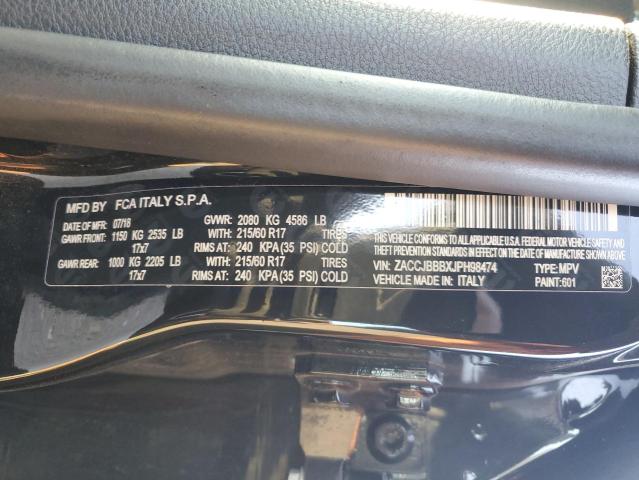 MFD BY FCA ITALY S.P.A.
DATE OF MFR: 07/18 GVWR: 2080 KG 4586 LB
GAWR FRONT: 1150 KG 2535 LB WITH: 215/60 R17 TIRES
17x7 RIMS AT: 240 KPA (35 PSI) COLD
GAWR REAR: 1000 KG 2205 LB WITH: 215/60 R17 TIRES
17x7 RIMS AT: 240 KPA (35 PSI) COLD
THIS VEHICLE CONFORMS TO ALL APPLICABLE U.S.A. FEDERAL MOTOR VEHICLE SAFETY,
BUMPER, AND THEFT PREVENTION STANDARDS IN EFFECT ON THE DATE OF MANUFACTURE SHOWN ABOVE.
VIN: ZACCJBBBXJPH98474 TYPE: MPV
VEHICLE MADE IN: ITALY PAINT: 601